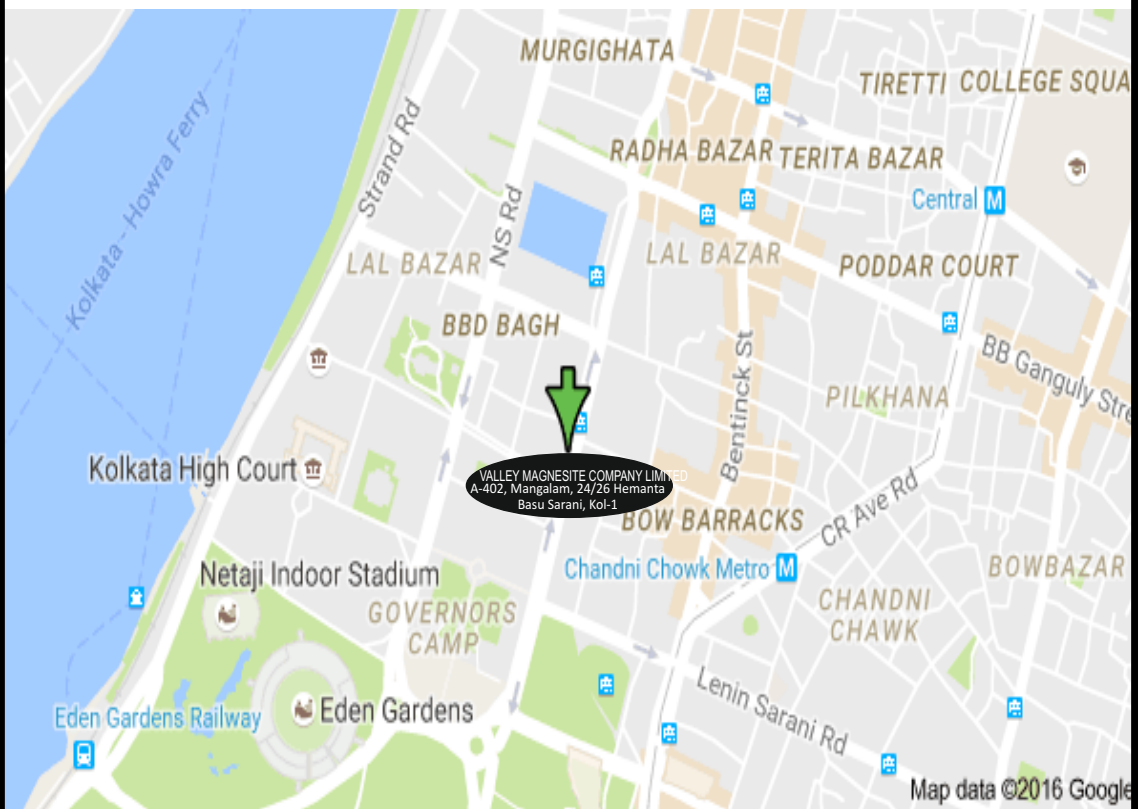 MURGIGHATA
TIRETTI
COLLEGE SQUA
Kolkata - Howra Ferry
Strand Rd
RADHA BAZAR
TERITA BAZAR
Central M
NS Rd
LAL BAZAR
LAL BAZAR
PODDAR COURT
BBD BAGH
BB Ganguly Stre
Bentinck St
PILKHANA
Kolkata High Court
VALLEY MAGNESITE COMPANY LIMITED
A-402, Mangalam, 24/26 Hemanta
Basu Sarani, Kol-1
BOW BARRACKS
CR Ave Rd
Chandni Chowk Metro M
BOWBAZAR
Netaji Indoor Stadium
GOVERNORS
CAMP
CHANDNI
CHAWK
Lenin Sarani Rd
Eden Gardens Railway
Eden Gardens
Map data ©2016 Google